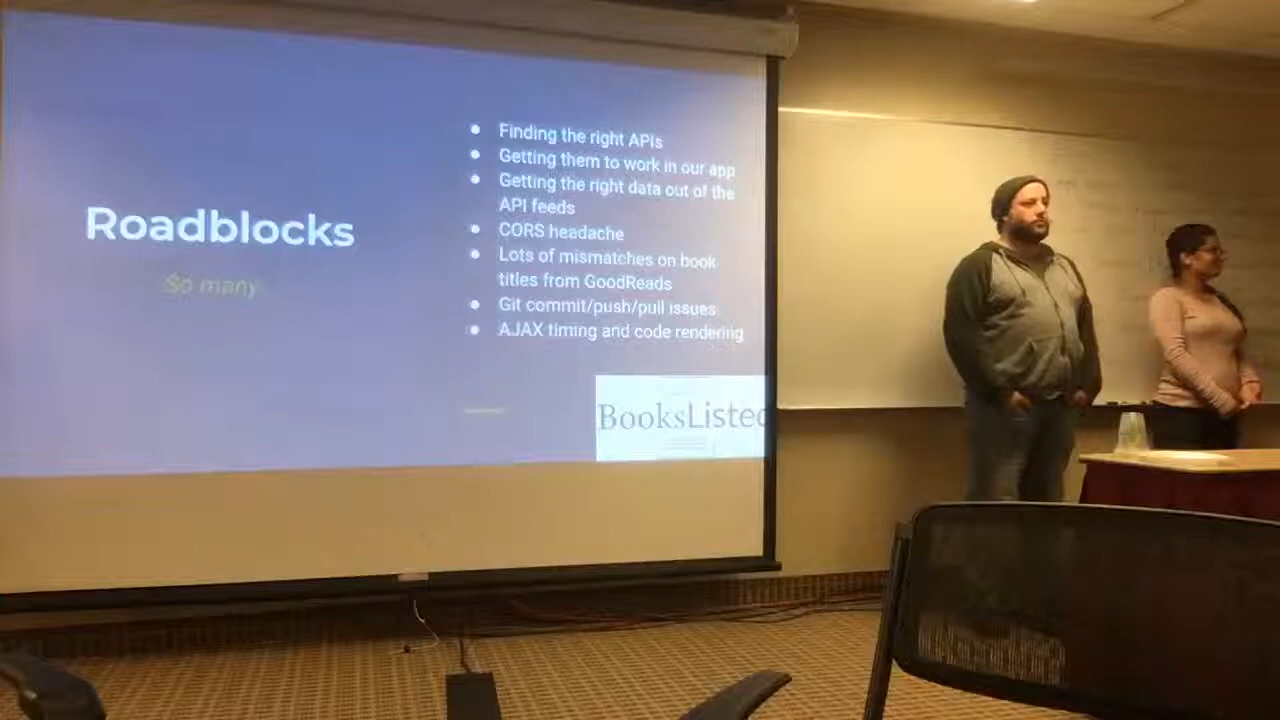 Roadblocks
So many
Finding the right APIs
Getting them to work in our app
Getting the right data out of the
API feeds
CORS headache
Lots of mismatches on book
titles from GoodReads
Git commit/push/pull issues
AJAX timing and code rendering
BooksListed